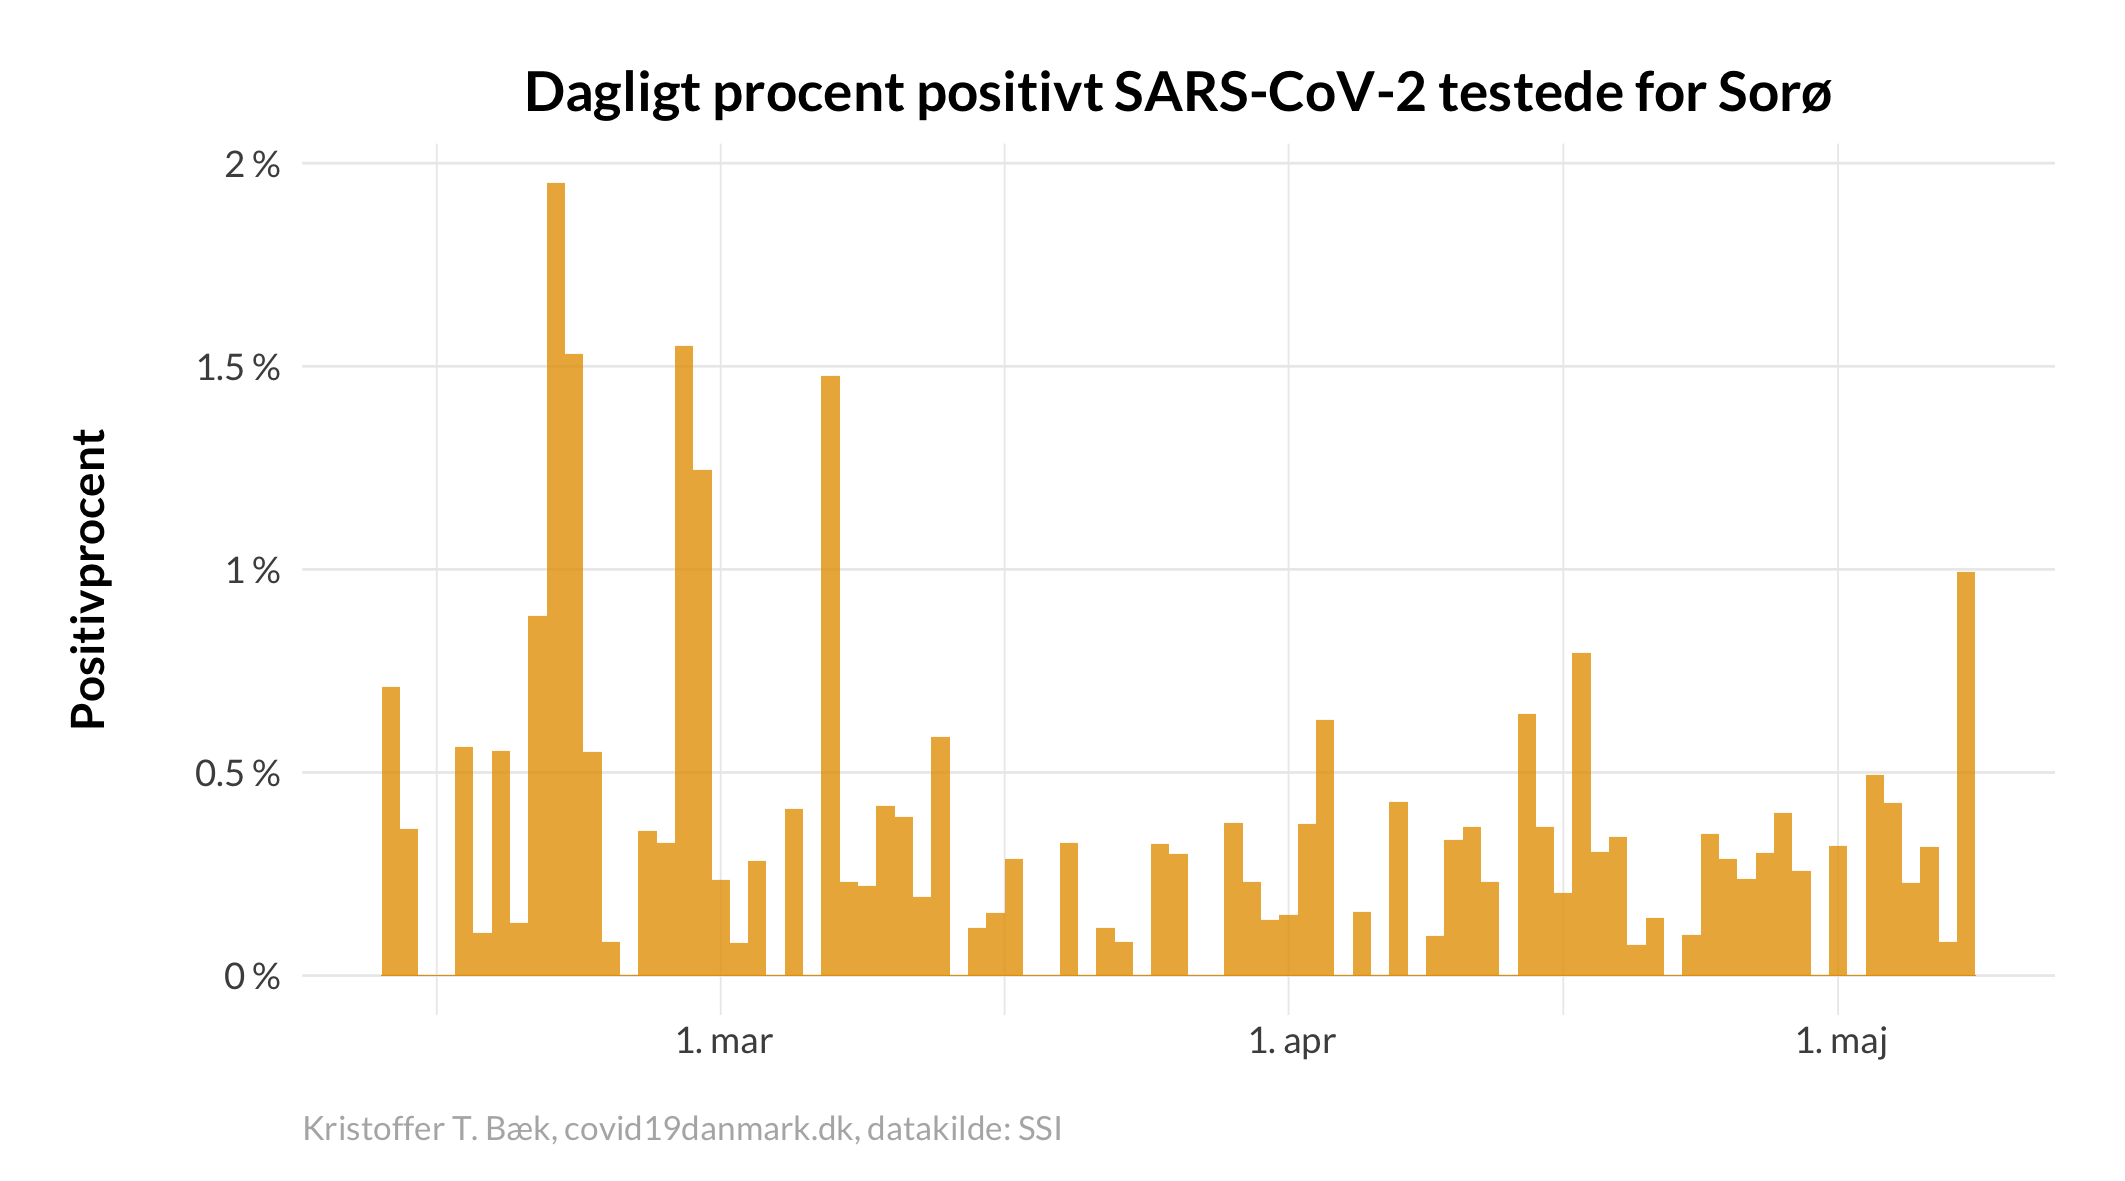 Dagligt procent positivt SARS-CoV-2 testede for Sorø
Positivprocent
2 %
1.5 %
1 %
0.5 %
0 %
1. mar
1. apr
1. maj
Kristoffer T. Bæk, covid19danmark.dk, datakilde: SSI